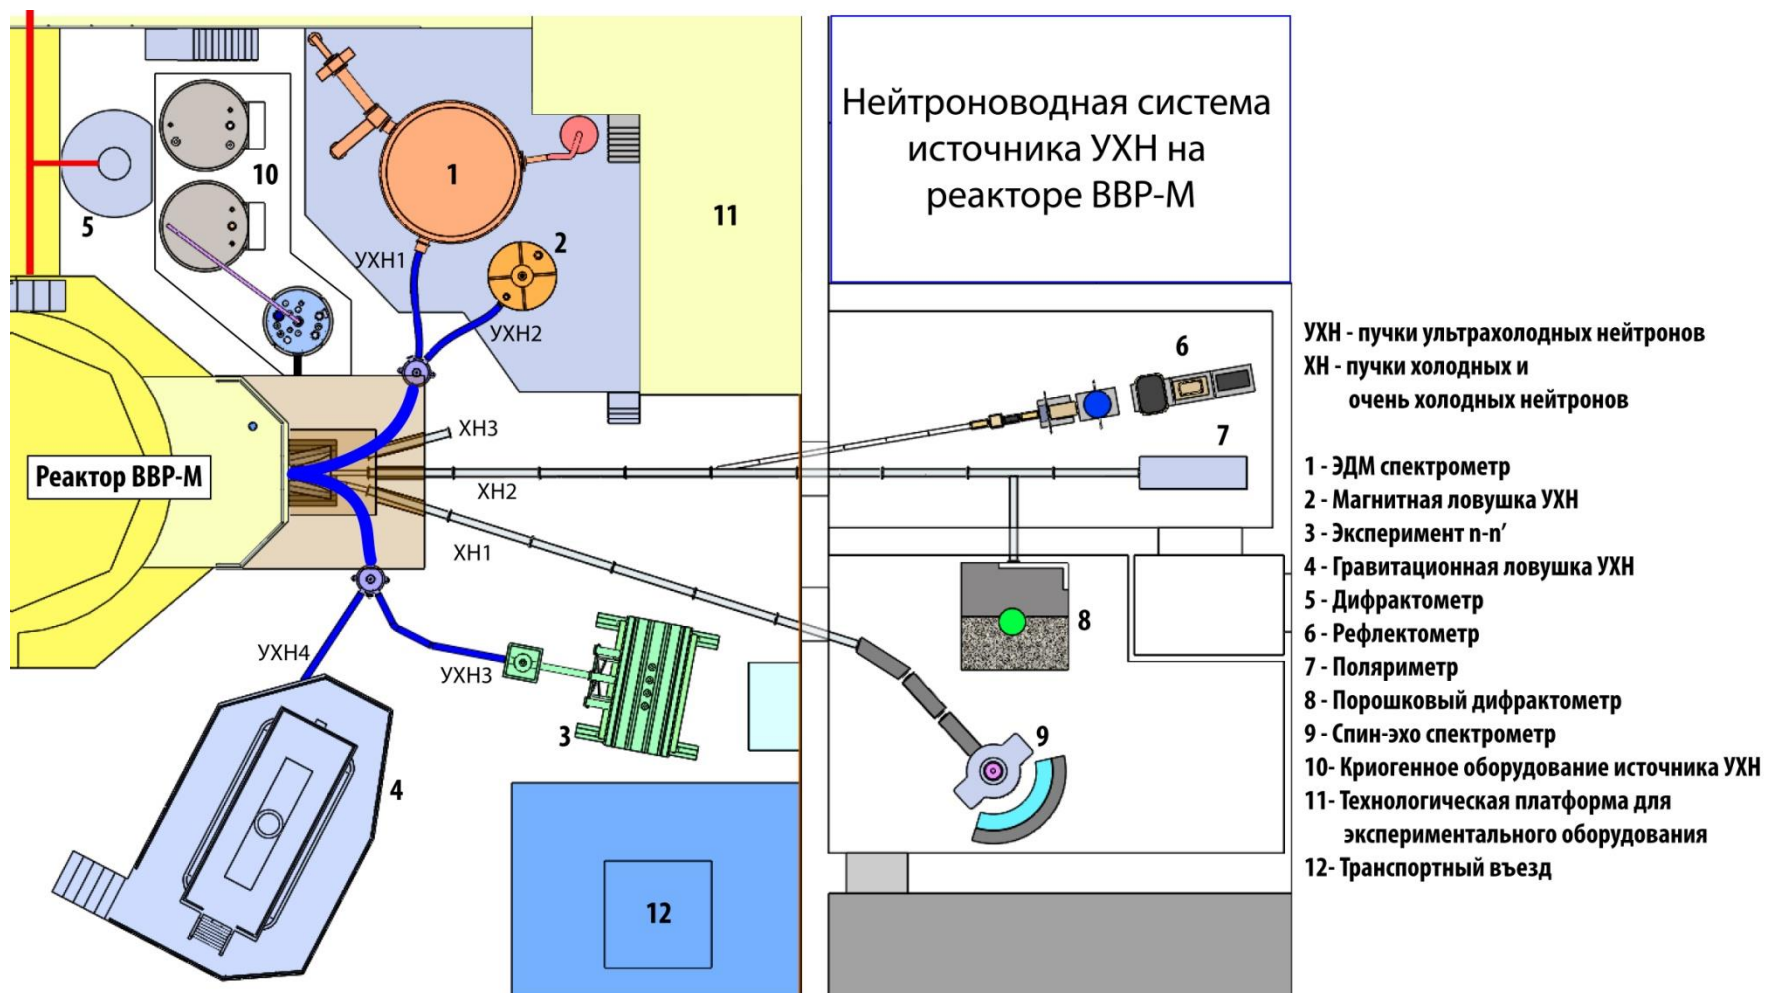 Нейтроноводная система
источника УХН на
реакторе ВВР-М
1
2
3
4
5
6
7
8
9
10
11
12
УХН1
УХН2
ХН3
ХН2
ХН1
УХН4
УХН3
Реактор ВВР-М
УХН - пучки ультрахолодных нейтронов
ХН - пучки холодных и
очень холодных нейтронов
1 - ЭДМ спектрометр
2 - Магнитная ловушка УХН
3 - Эксперимент n-n′
4 - Гравитационная ловушка УХН
5 - Дифрактометр
6 - Рефлектометр
7 - Поляриметр
8 - Порошковый дифрактометр
9 - Спин-эхо спектрометр
10- Криогенное оборудование источника УХН
11- Технологическая платформа для
экспериментального оборудования
12- Транспортный въезд